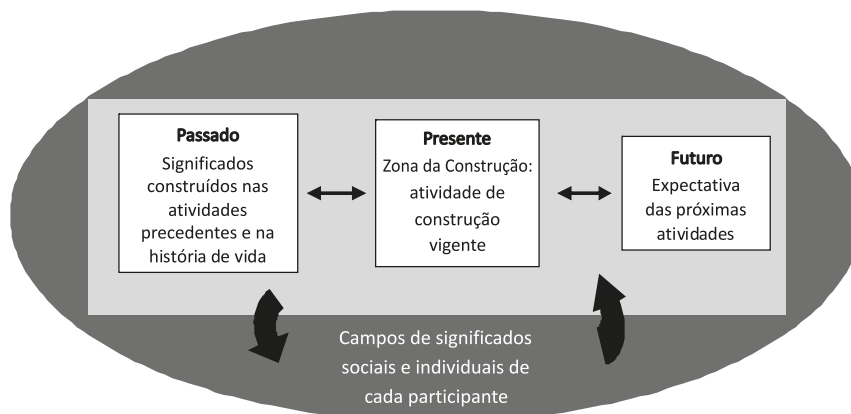 Passado
Significados
construídos nas
atividades
precedentes e na
história de vida
Presente
Zona da Construção:
atividade de
construção
vigente
Futuro
Expectativa
das próximas
atividades
Campos de significados
sociais e individuais de
cada participante